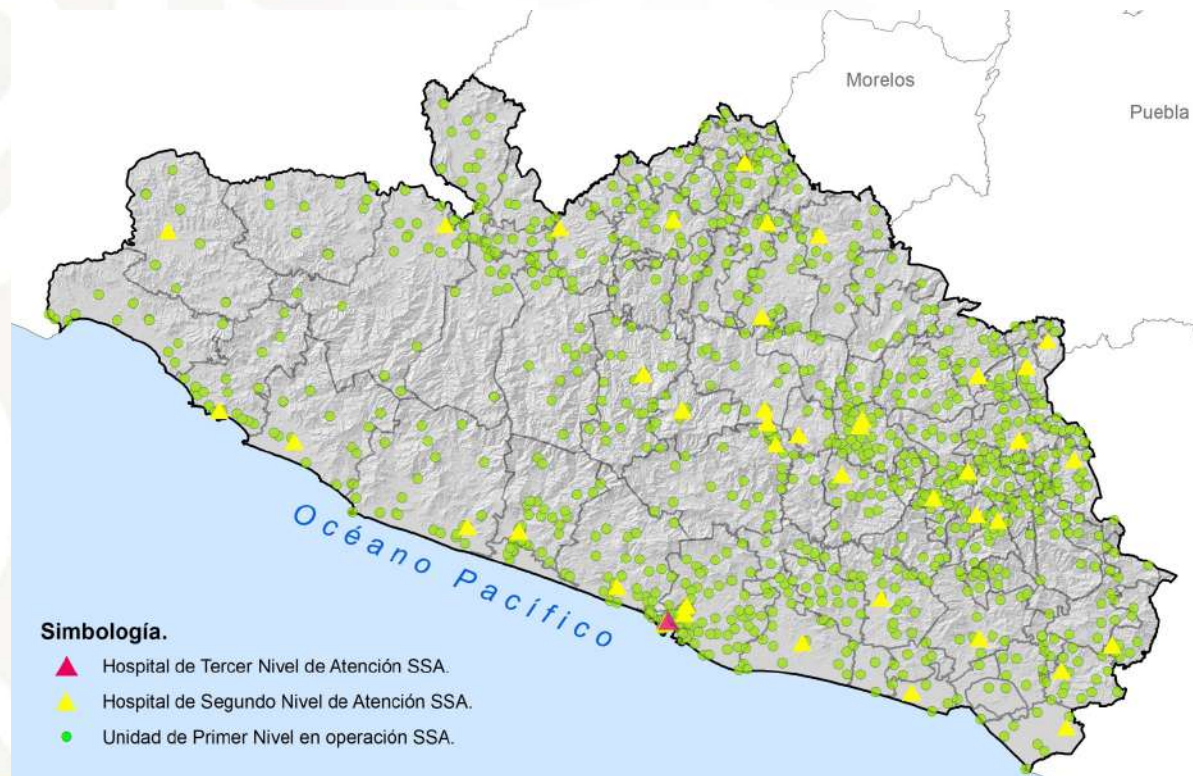 Morelos
Puebla
Océano Pacífico
Simbología.
Hospital de Tercer Nivel de Atención SSA.
Hospital de Segundo Nivel de Atención SSA.
Unidad de Primer Nivel en operación SSA.